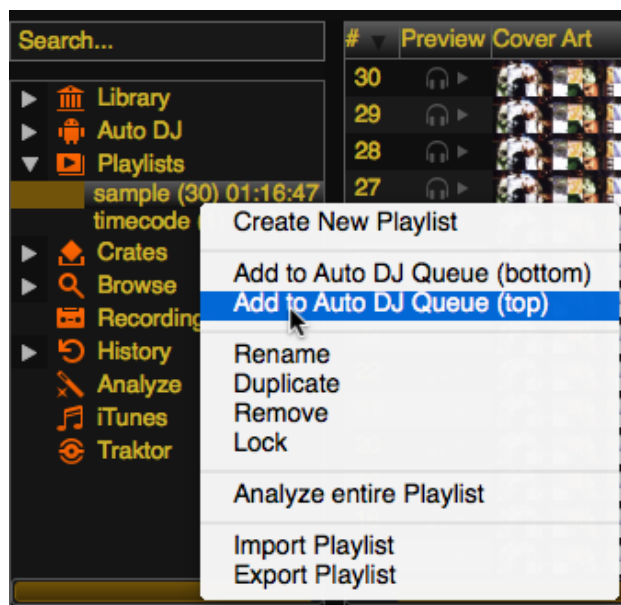 Search...
# Preview Cover Art
Library
Auto DJ
Playlists
sample (30) 01:16:47
timecode
Crates
Browse
Recording
History
Analyze
iTunes
Traktor
30
29
28
27
Create New Playlist
Add to Auto DJ Queue (bottom)
Add to Auto DJ Queue (top)
Rename
Duplicate
Remove
Lock
Analyze entire Playlist
Import Playlist
Export Playlist